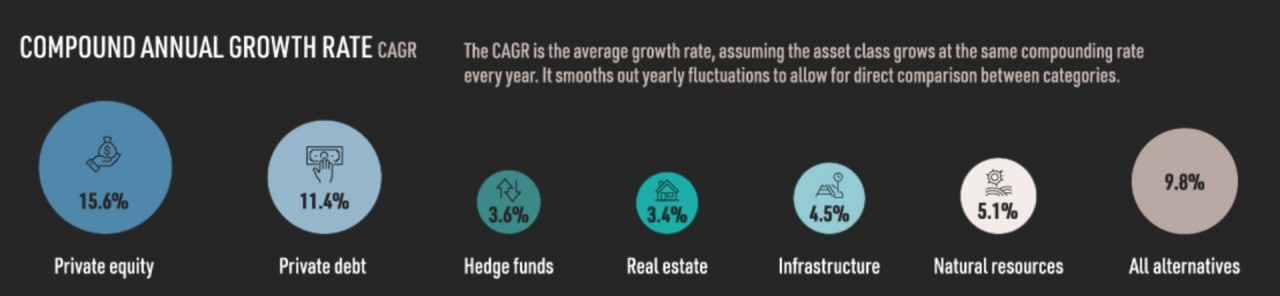 COMPOUND ANNUAL GROWTH RATE CAGR
The CAGR is the average growth rate, assuming the asset class grows at the same compounding rate
every year. It smooths out yearly fluctuations to allow for direct comparison between categories.
15.6%
Private equity
11.4%
Private debt
3.6%
Hedge funds
3.4%
Real estate
4.5%
Infrastructure
5.1%
Natural resources
9.8%
All alternatives